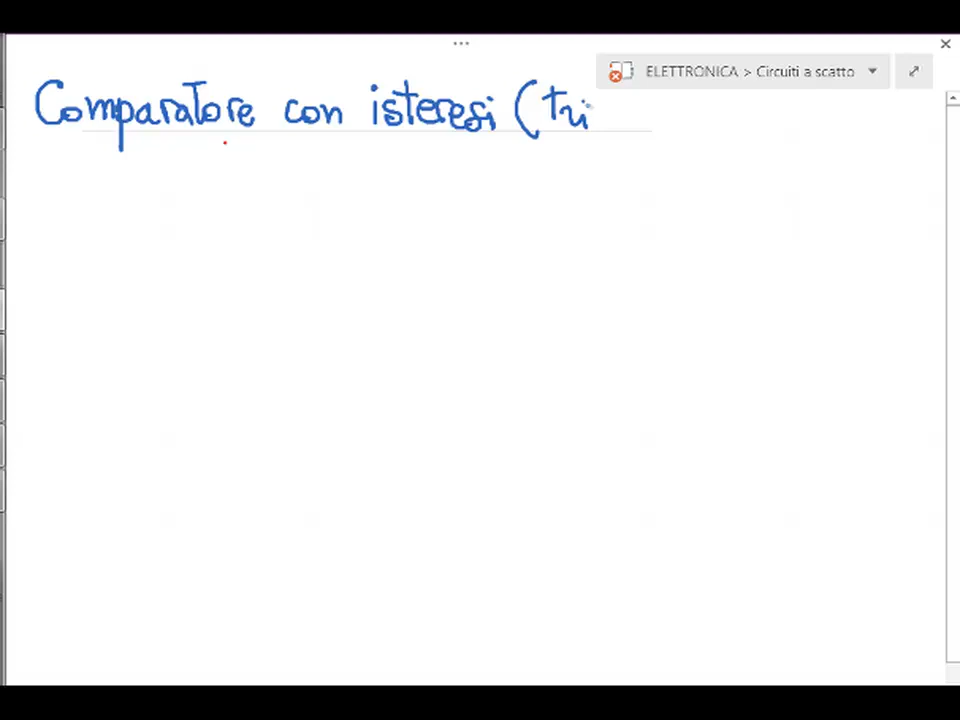 ELETTRONICA > Circuiti a scatto
Comparatore con isteresi (tri